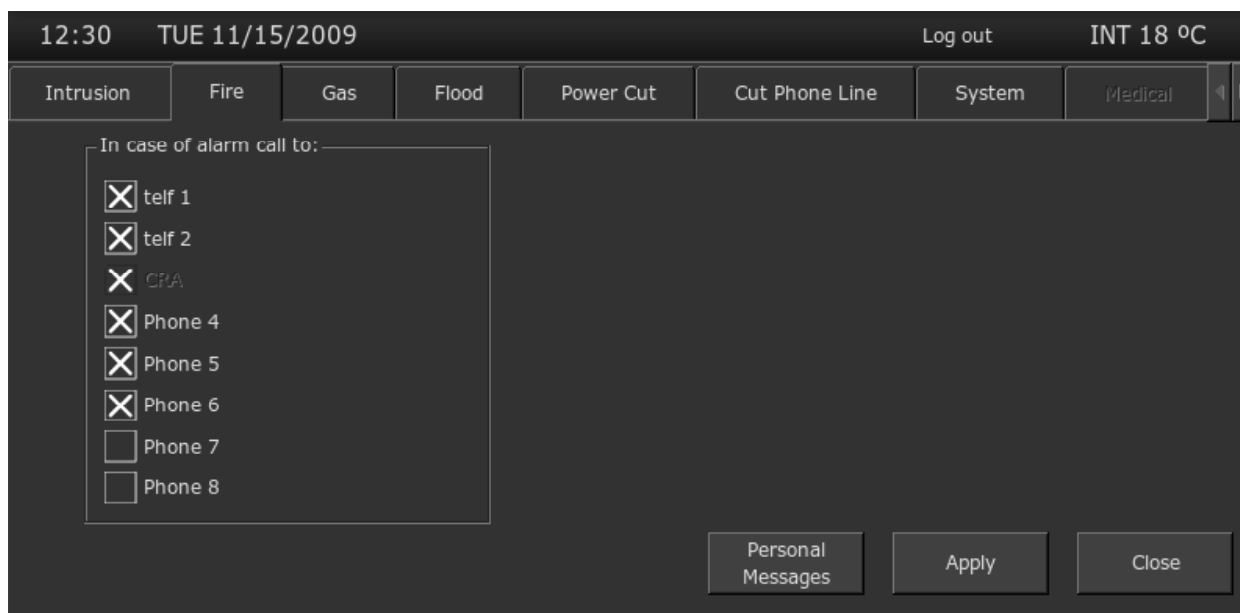 12:30 TUE 11/15/2009 Log out INT 18 ºC
Intrusion Fire Gas Flood Power Cut Cut Phone Line System Medical
In case of alarm call to:
telf 1
telf 2
CRA
Phone 4
Phone 5
Phone 6
Phone 7
Phone 8
Personal
Messages
Apply
Close